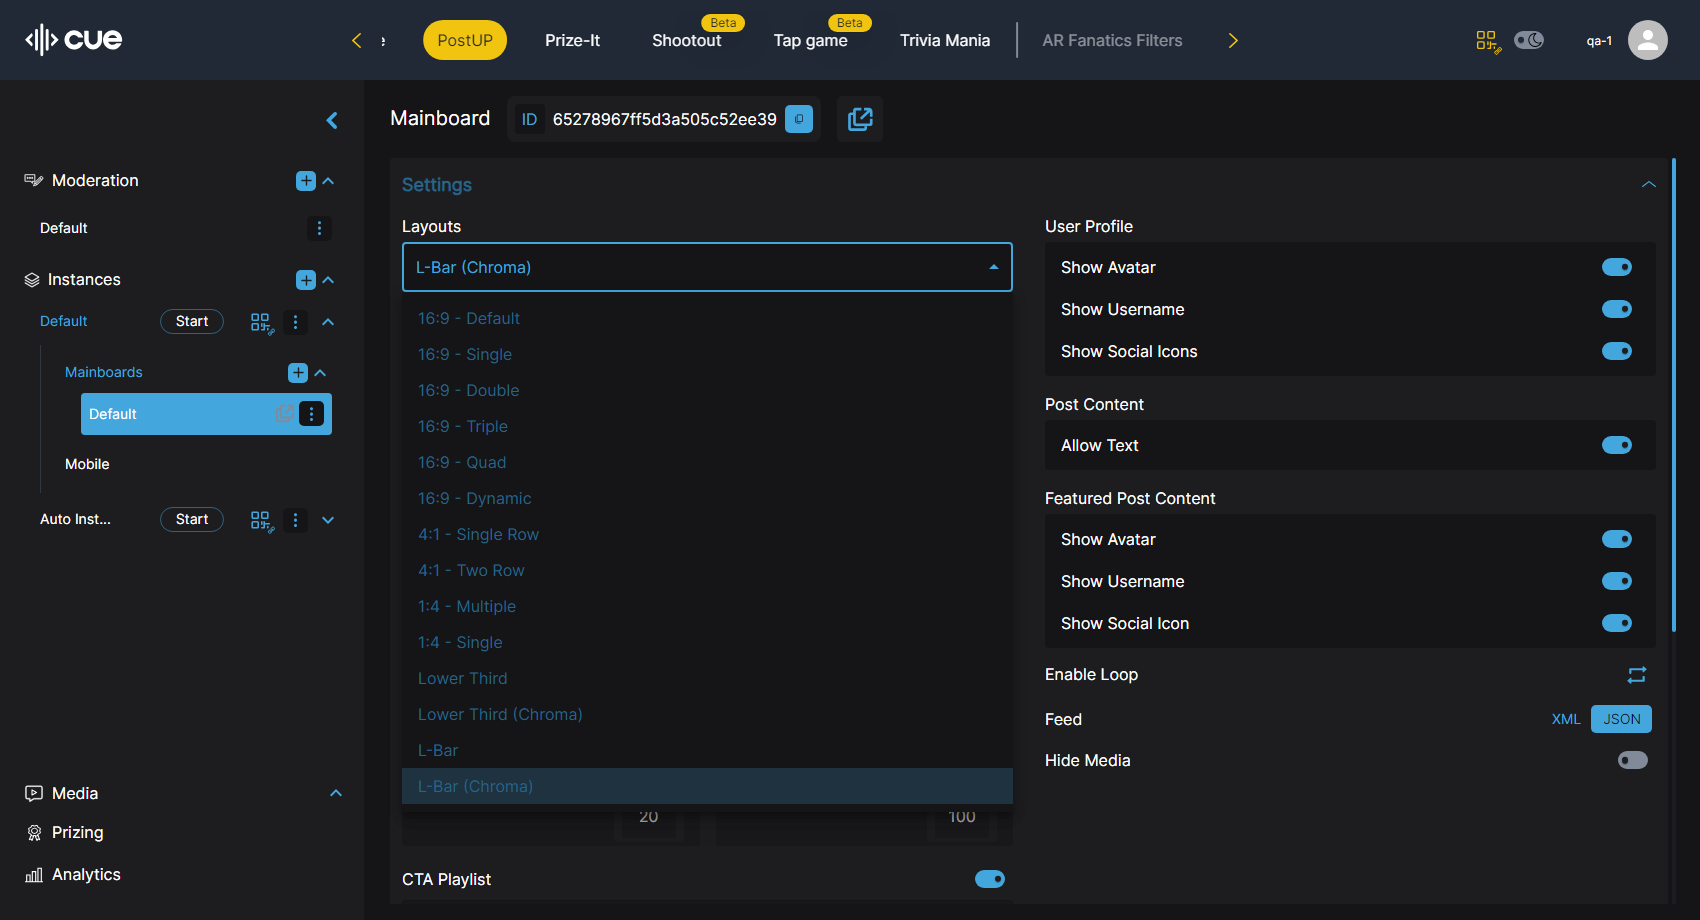 cue
e
PostUP
Prize-It
Beta
Shootout
Beta
Tap game
Trivia Mania
AR Fanatics Filters
qa-1
Mainboard
ID
65278967ff5d3a505c52ee39
Moderation
Default
Instances
Default
Start
Mainboards
Default
Mobile
Auto Inst...
Start
Media
Prizing
Analytics
Settings
Layouts
L-Bar (Chroma)
16:9 - Default
16:9 - Single
16:9 - Double
16:9 - Triple
16:9 - Quad
16:9 - Dynamic
4:1 - Single Row
4:1 - Two Row
1:4 - Multiple
1:4 - Single
Lower Third
Lower Third (Chroma)
L-Bar
L-Bar (Chroma)
20
100
CTA Playlist
User Profile
Show Avatar
Show Username
Show Social Icons
Post Content
Allow Text
Featured Post Content
Show Avatar
Show Username
Show Social Icon
Enable Loop
Feed
XML
JSON
Hide Media